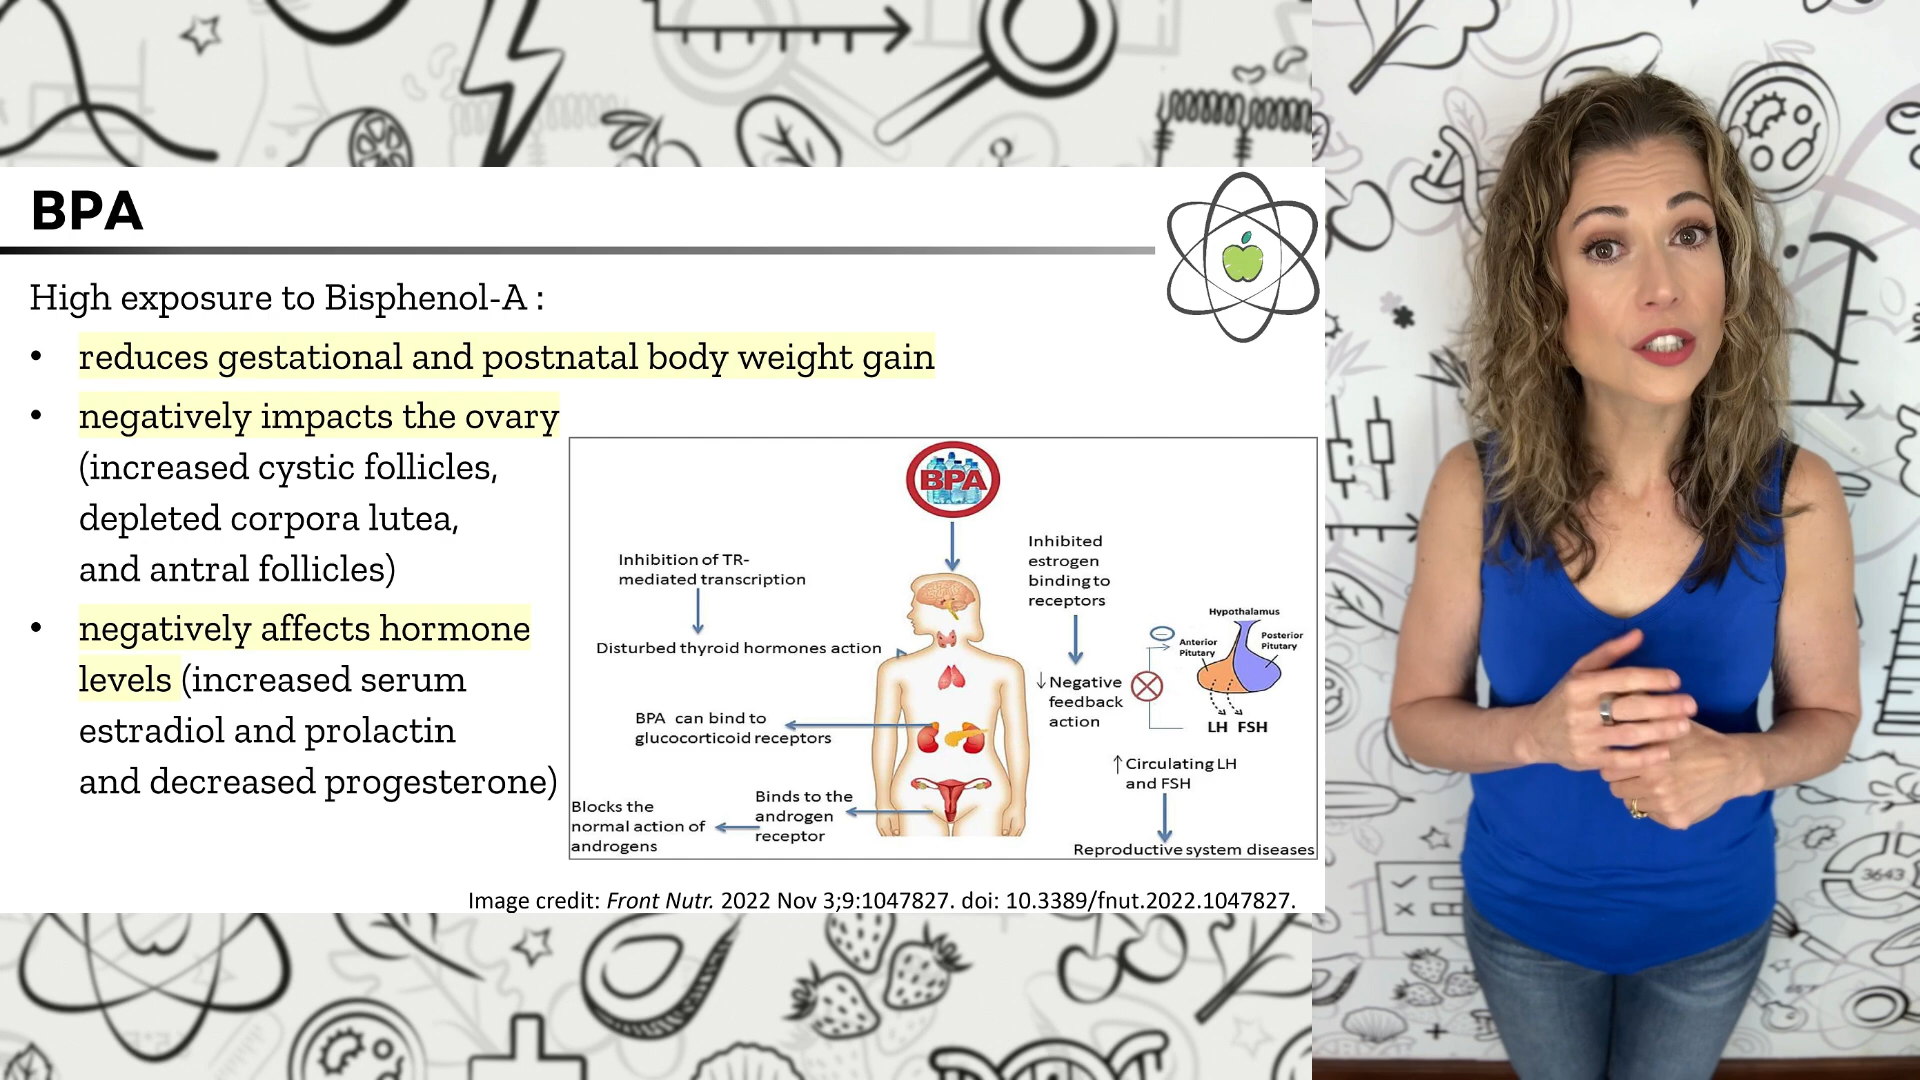 BPA
High exposure to Bisphenol-A :
• reduces gestational and postnatal body weight gain
• negatively impacts the ovary
(increased cystic follicles,
depleted corpora lutea,
and antral follicles)
• negatively affects hormone
levels (increased serum
estradiol and prolactin
and decreased progesterone)
BPA
Inhibition of TR-
mediated transcription
Disturbed thyroid hormones action
BPA can bind to
glucocorticoid receptors
Binds to the
androgen
receptor
Blocks the
normal action of
androgens
Inhibited
estrogen
binding to
receptors
↓ Negative
feedback
action
Hypothalamus
Anterior
Pitutary
Posterior
Pitutary
LH FSH
↑ Circulating LH
and FSH
Reproductive system diseases
Image credit: Front Nutr. 2022 Nov 3;9:1047827. doi: 10.3389/fnut.2022.1047827.
3643